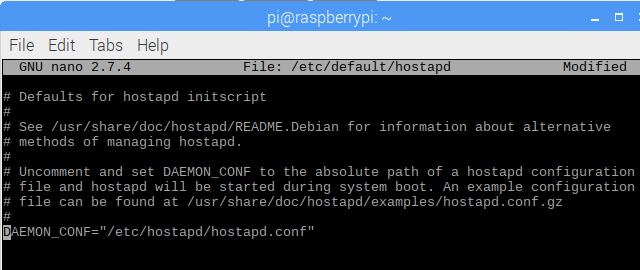 pi@raspberrypi: ~
File Edit Tabs Help
GNU nano 2.7.4 File: /etc/default/hostapd Modified
# Defaults for hostapd initscript
#
# See /usr/share/doc/hostapd/README.Debian for information about alternative
# methods of managing hostapd.
#
# Uncomment and set DAEMON_CONF to the absolute path of a hostapd configuration
# file and hostapd will be started during system boot. An example configuration
# file can be found at /usr/share/doc/hostapd/examples/hostapd.conf.gz
#
DAEMON_CONF="/etc/hostapd/hostapd.conf"